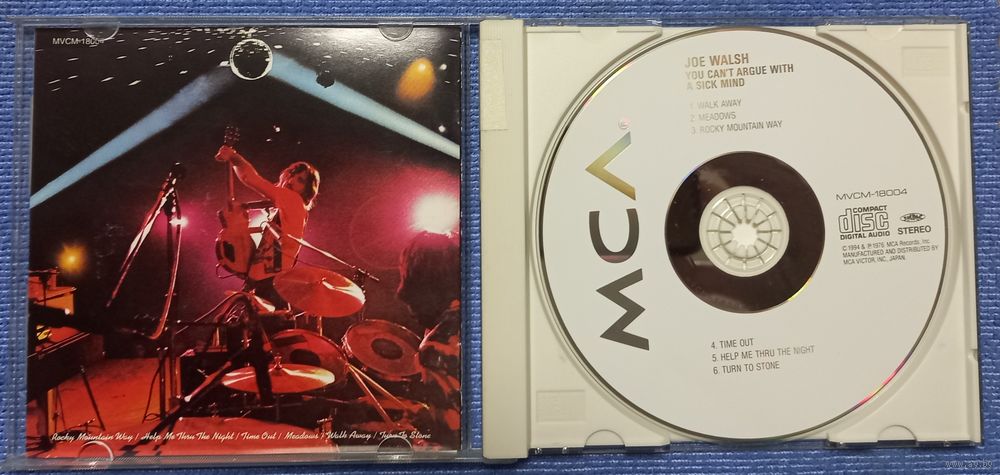 MVCM-18004
Rocky Mountain Way / Help Me Thru The Night / Time Out / Meadows / Walk Away / Turn To Stone
JOE WALSH
YOU CAN'T ARGUE WITH
A SICK MIND
1. WALK AWAY
2. MEADOWS
3. ROCKY MOUNTAIN WAY
MCA
MVCM-18004
COMPACT
disc
DIGITAL AUDIO
STEREO
© 1994 & ℗ 1976 MCA Records, Inc.
MANUFACTURED AND DISTRIBUTED BY
MCA VICTOR, INC., JAPAN.
4. TIME OUT
5. HELP ME THRU THE NIGHT
6. TURN TO STONE